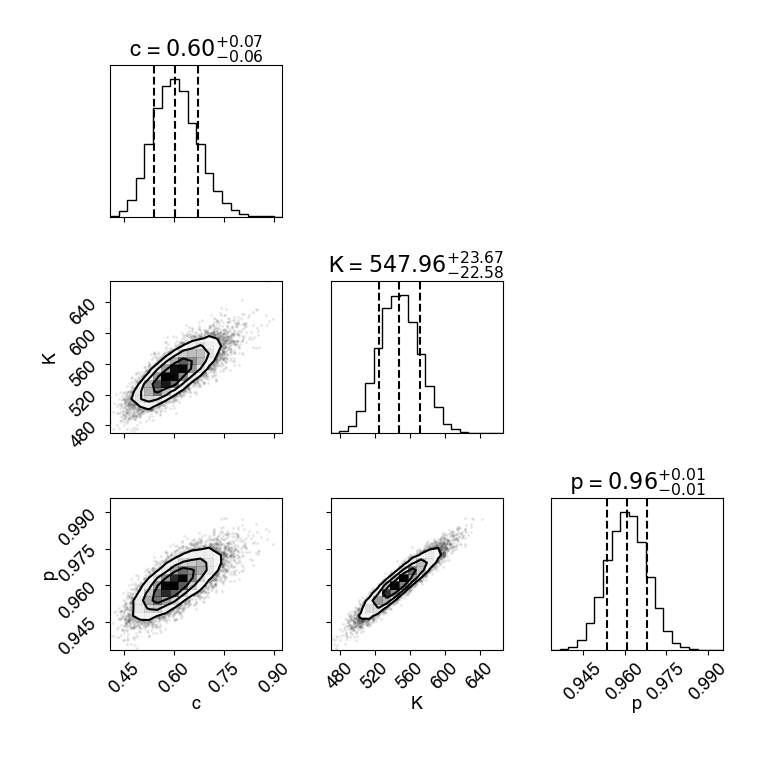 c = 0.60+0.07−0.06
K = 547.96+23.67−22.58
640
600
560
520
480
K
p = 0.96+0.01−0.01
0.990
0.975
0.960
0.945
p
0.45 0.60 0.75 0.90
c
480 520 560 600 640
K
0.945 0.960 0.975 0.990
p